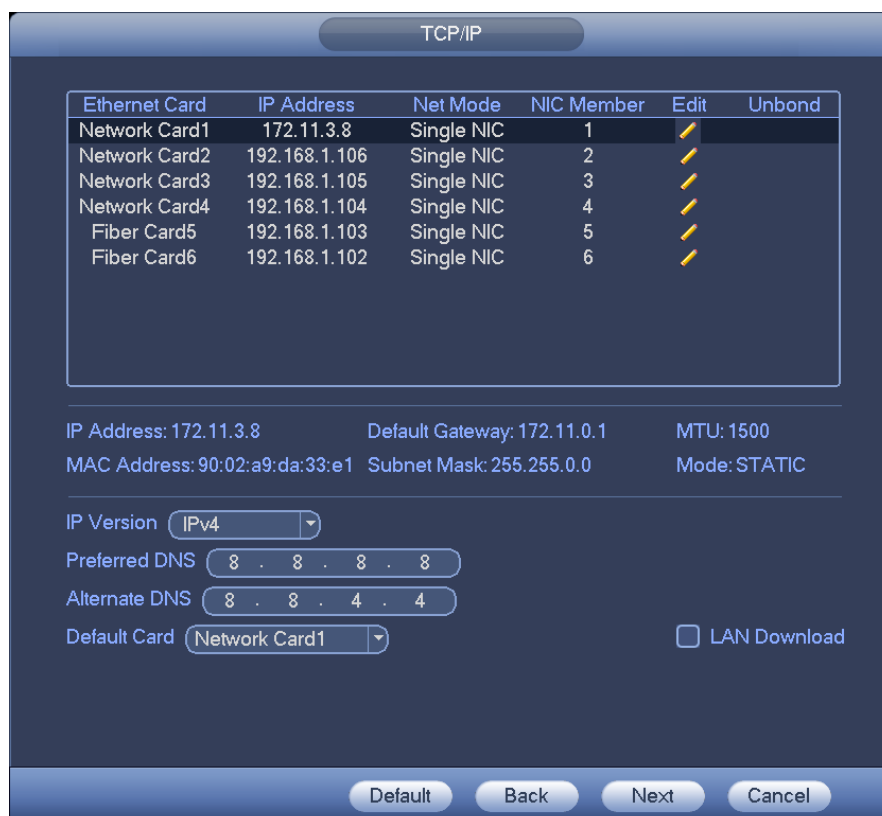 TCP/IP
Ethernet Card IP Address Net Mode NIC Member Edit Unbond
Network Card1 172.11.3.8 Single NIC 1
Network Card2 192.168.1.106 Single NIC 2
Network Card3 192.168.1.105 Single NIC 3
Network Card4 192.168.1.104 Single NIC 4
Fiber Card5 192.168.1.103 Single NIC 5
Fiber Card6 192.168.1.102 Single NIC 6
IP Address: 172.11.3.8 Default Gateway: 172.11.0.1 MTU: 1500
MAC Address: 90:02:a9:da:33:e1 Subnet Mask: 255.255.0.0 Mode: STATIC
IP Version IPv4
Preferred DNS 8 . 8 . 8 . 8
Alternate DNS 8 . 8 . 4 . 4
Default Card Network Card1 LAN Download
Default Back Next Cancel